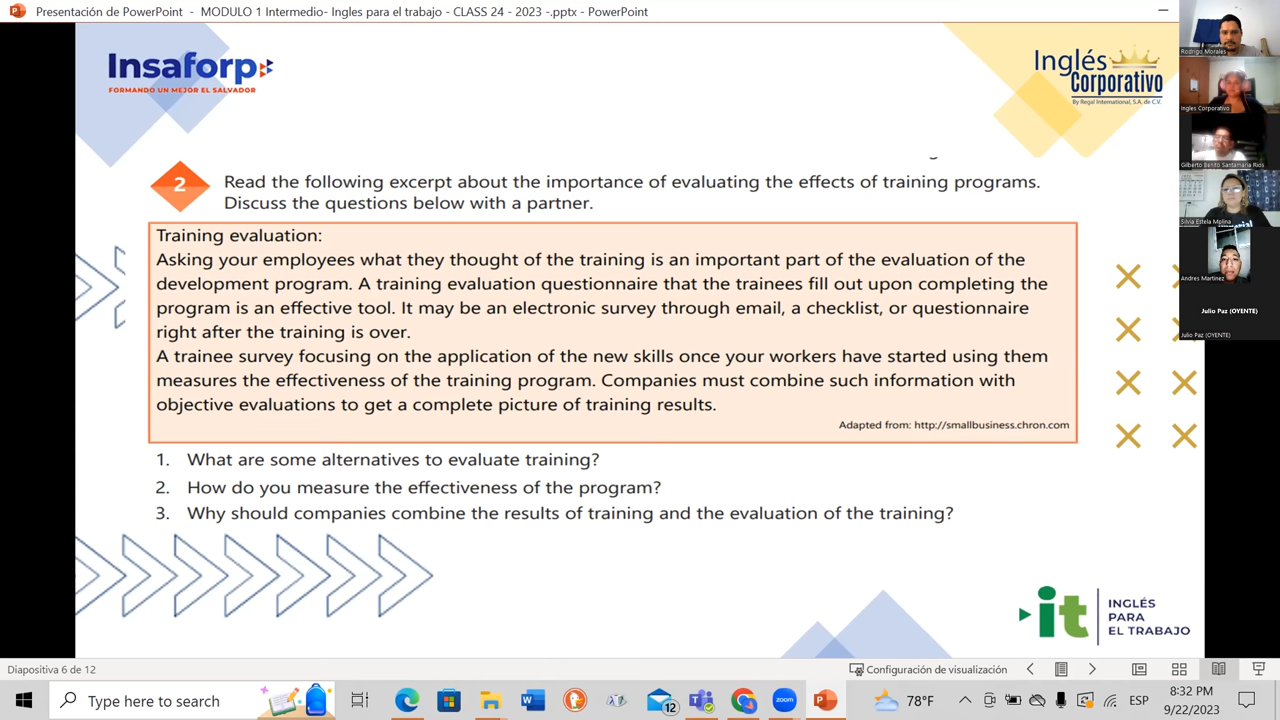 Presentación de PowerPoint - MODULO 1 Intermedio- Ingles para el trabajo - CLASS 24 - 2023 -.pptx - PowerPoint
Insaforp
FORMANDO UN MEJOR EL SALVADOR
Inglés
Corporativo
By Regal International, S.A. de C.V.
Rodrigo Morales
Ingles Corporativo
Gilberto Benito Santamaria Rios
Silvia Estela Molina
Andres Martinez
Julio Paz (OYENTE)
Julio Paz (OYENTE)
2
Read the following excerpt about the importance of evaluating the effects of training programs.
Discuss the questions below with a partner.
Training evaluation:
Asking your employees what they thought of the training is an important part of the evaluation of the
development program. A training evaluation questionnaire that the trainees fill out upon completing the
program is an effective tool. It may be an electronic survey through email, a checklist, or questionnaire
right after the training is over.
A trainee survey focusing on the application of the new skills once your workers have started using them
measures the effectiveness of the training program. Companies must combine such information with
objective evaluations to get a complete picture of training results.
Adapted from: http://smallbusiness.chron.com
1. What are some alternatives to evaluate training?
2. How do you measure the effectiveness of the program?
3. Why should companies combine the results of training and the evaluation of the training?
it
INGLÉS
PARA
EL TRABAJO
Diapositiva 6 de 12
Configuración de visualización
Type here to search
12
zoom
78°F
ESP
8:32 PM
9/22/2023